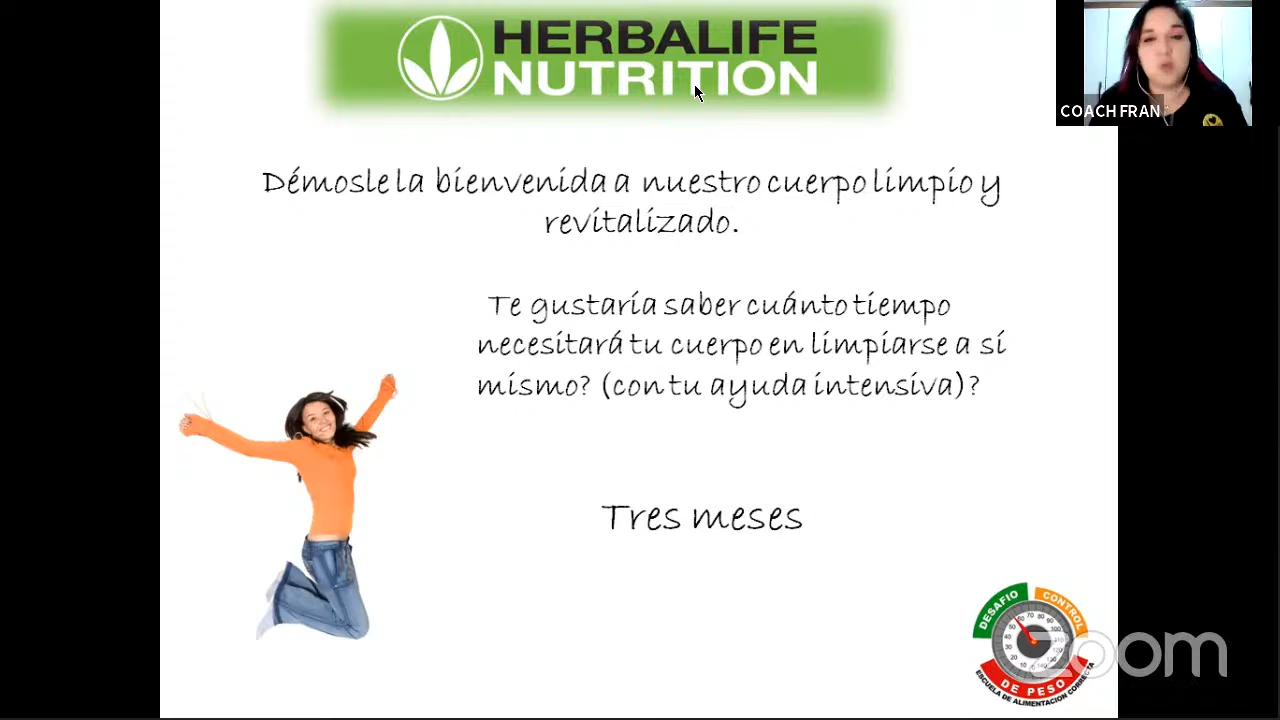 HERBALIFE
NUTRITION
COACH FRAN
Démosle la bienvenida a nuestro cuerpo limpio y
revitalizado.
Te gustaría saber cuánto tiempo
necesitará tu cuerpo en limpiarse a sí
mismo? (con tu ayuda intensiva)?
Tres meses
DESAFIO CONTROL
DE PESO
ESCUELA DE ALIMENTACION CORRECTA
zoom